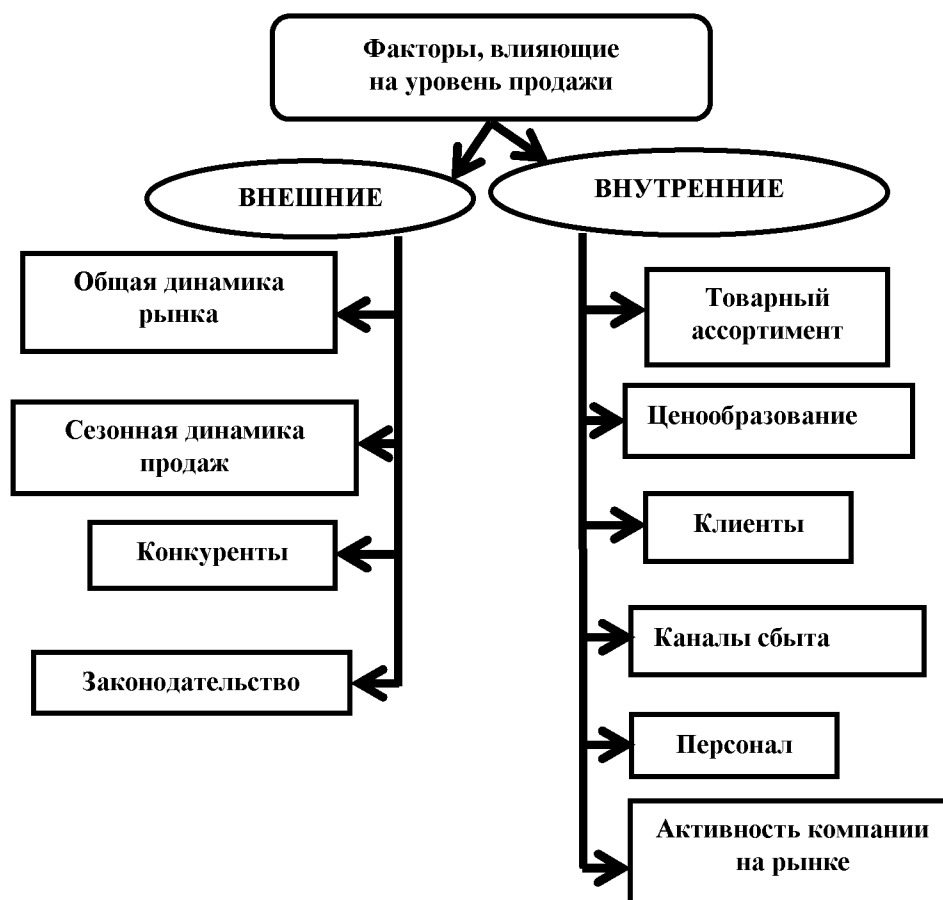 Факторы, влияющие
на уровень продажи
ВНЕШНИЕ
Общая динамика
рынка
Сезонная динамика
продаж
Конкуренты
Законодательство
ВНУТРЕННИЕ
Товарный
ассортимент
Ценообразование
Клиенты
Каналы сбыта
Персонал
Активность компании
на рынке